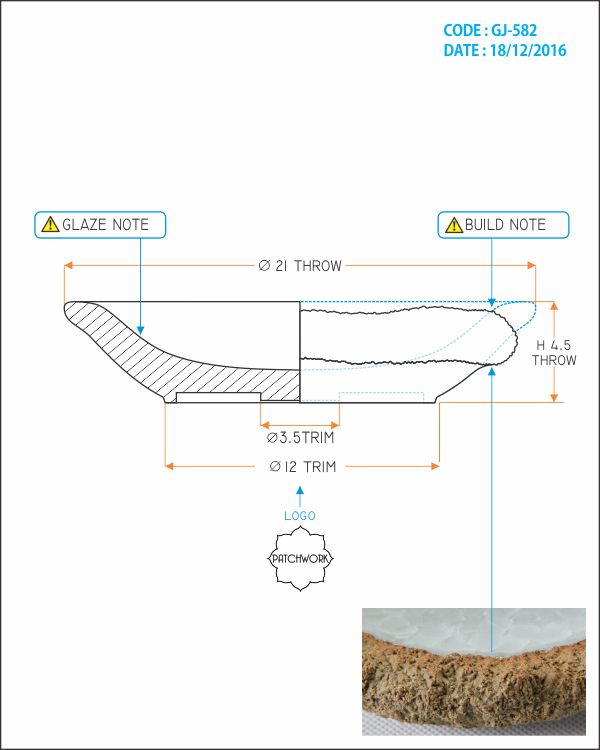 CODE : GJ-582
DATE : 18/12/2016
GLAZE NOTE
BUILD NOTE
Ø 21 THROW
H 4.5
THROW
Ø3.5TRIM
Ø12 TRIM
LOGO
PATCHWORK